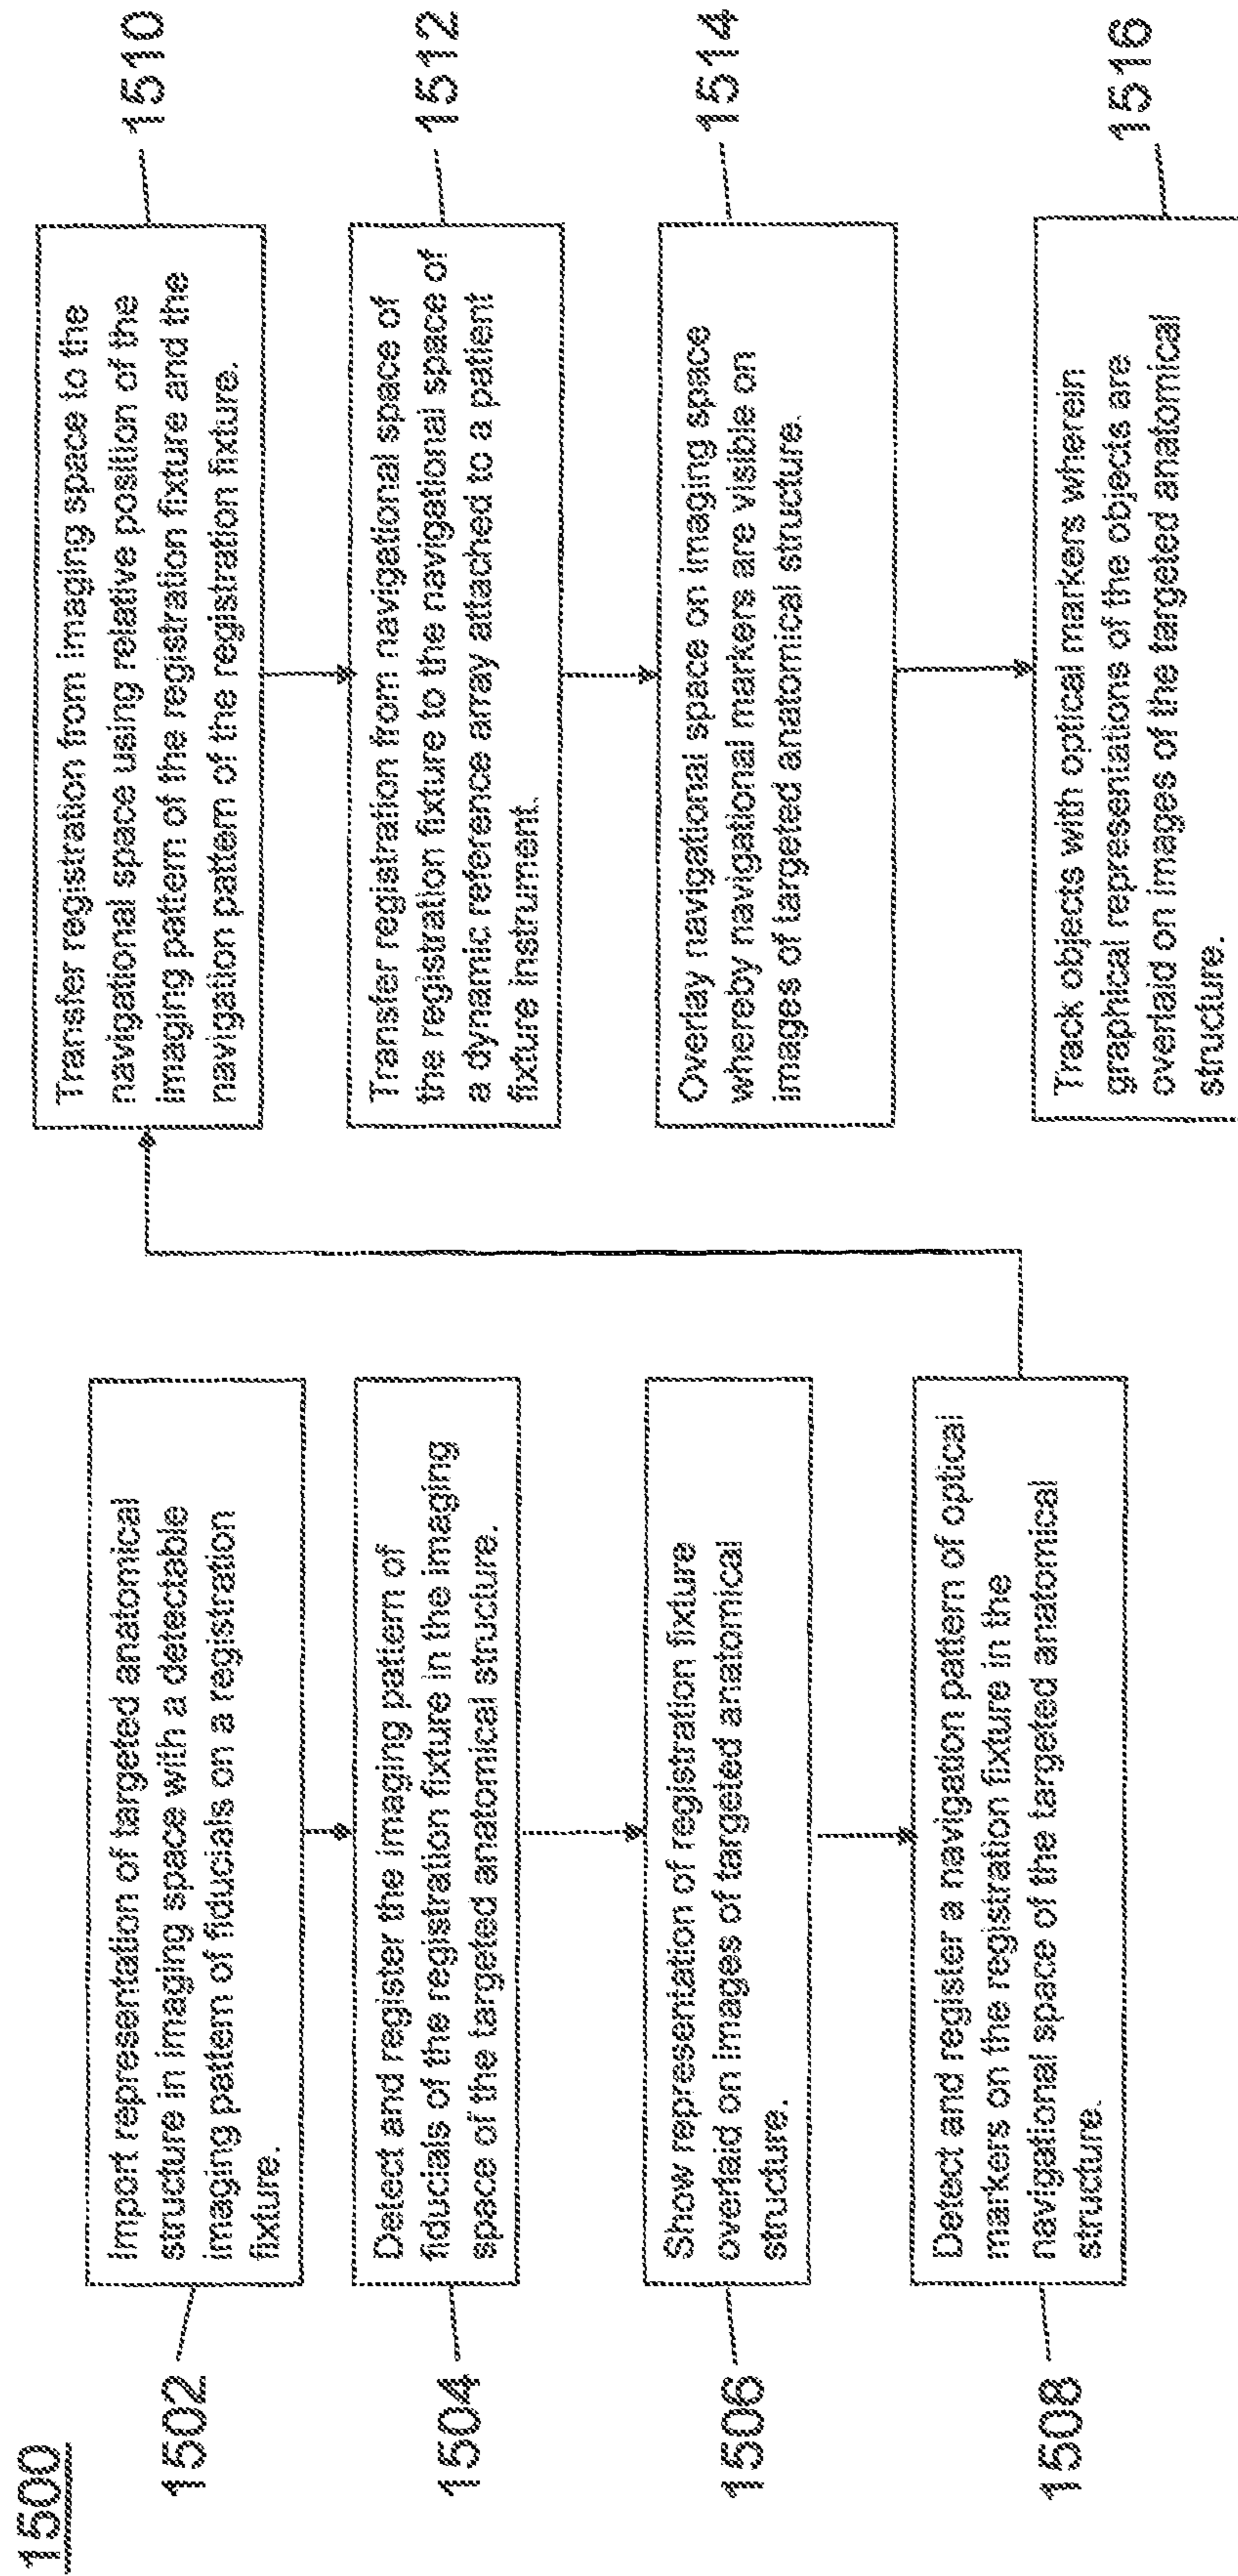 1500
1502
Import representation of targeted anatomical
structure in imaging space with a detectable
imaging pattern of fiducials on a registration
fixture.
1504
Detect and register the imaging pattern of
fiducials of the registration fixture in the imaging
space of the targeted anatomical structure.
1506
Show representation of registration fixture
overlaid on images of targeted anatomical
structure.
1508
Detect and register a navigation pattern of optical
markers on the registration fixture in the
navigational space of the targeted anatomical
structure.
1510
Transfer registration from imaging space to the
navigational space using relative position of the
imaging pattern of the registration fixture and the
navigation pattern of the registration fixture.
1512
Transfer registration from navigational space of
the registration fixture to the navigational space of
a dynamic reference array attached to a patient
fixture instrument.
1514
Overlay navigational space on imaging space
whereby navigational markers are visible on
images of targeted anatomical structure.
1516
Track objects with optical markers wherein
graphical representations of the objects are
overlaid on images of the targeted anatomical
structure.